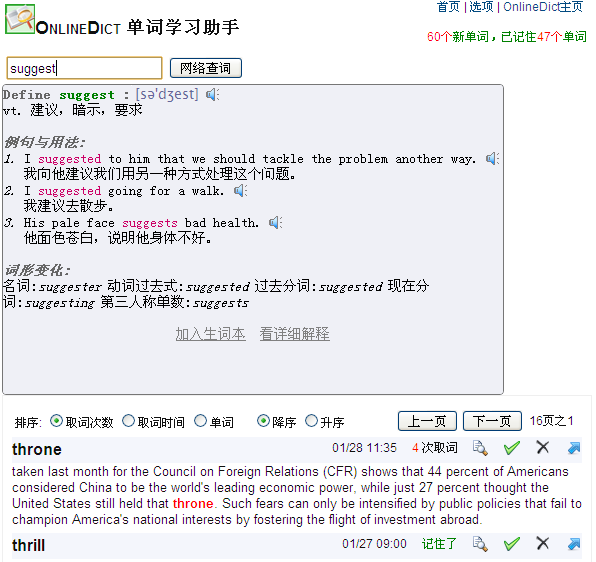 首页 | 选项 | OnlineDict主页
OnlineDict 单词学习助手
60个新单词，已记住47个单词
suggest 网络查词
Define suggest : [sə'dʒest]
vt. 建议，暗示，要求
例句与用法:
1. I suggested to him that we should tackle the problem another way.
我向他建议我们用另一种方式处理这个问题。
2. I suggested going for a walk.
我建议去散步。
3. His pale face suggests bad health.
他面色苍白，说明他身体不好。
词形变化:
名词:suggester 动词过去式:suggested 过去分词:suggested 现在分
词:suggesting 第三人称单数:suggests
加入生词本 看详细解释
排序: 取词次数 取词时间 单词 降序 升序 上一页 下一页 16页之1
throne 01/28 11:35 4 次取词
taken last month for the Council on Foreign Relations (CFR) shows that 44 percent of Americans
considered China to be the world's leading economic power, while just 27 percent thought the
United States still held that throne. Such fears can only be intensified by public policies that fail to
champion America's national interests by fostering the flight of investment abroad.
thrill 01/27 09:00 记住了